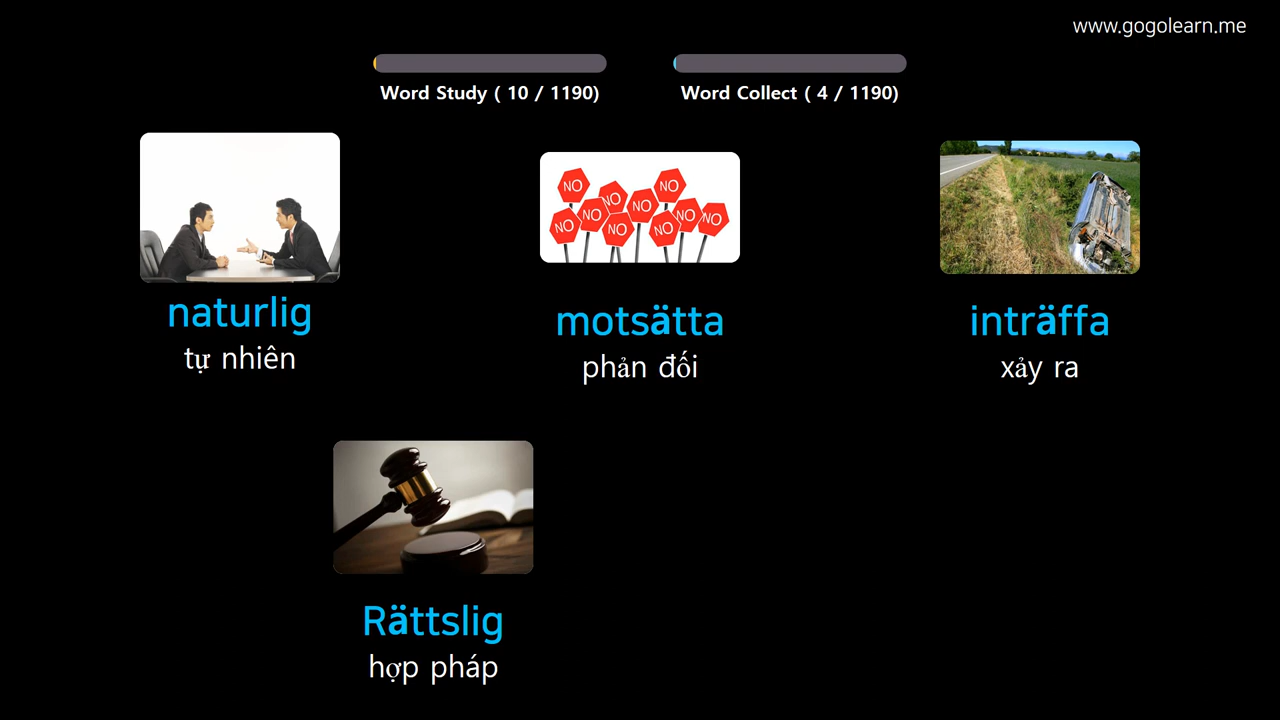 www.gogolearn.me
Word Study ( 10 / 1190)
Word Collect ( 4 / 1190)
NO
NO
NO
NO
NO
NO
NO
NO
NO
NO
naturlig
tự nhiên
motsätta
phản đối
inträffa
xảy ra
Rättslig
hợp pháp